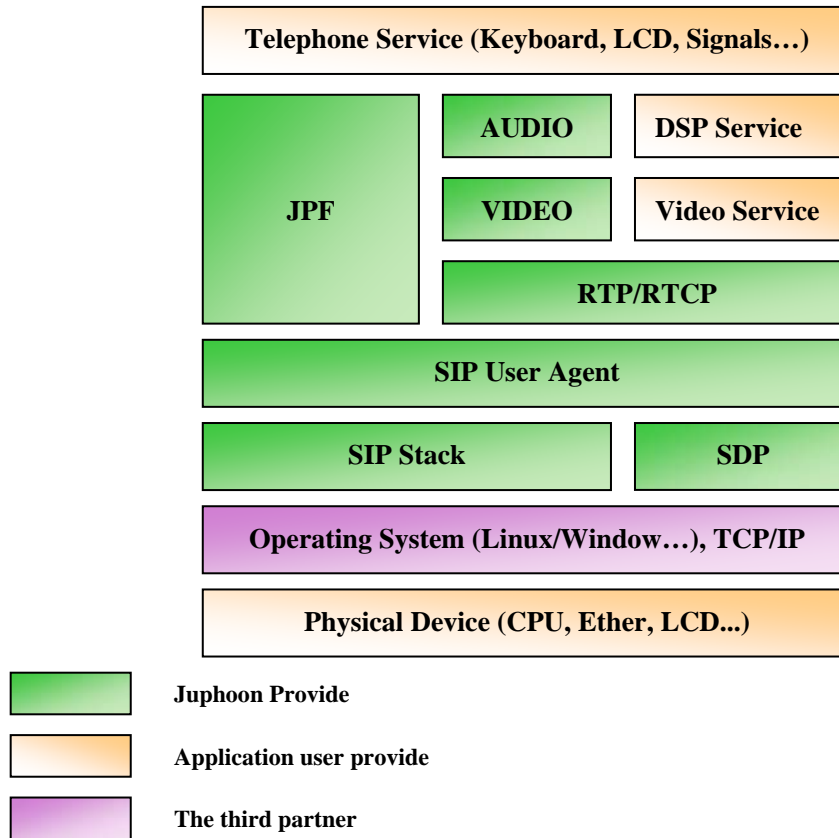 Telephone Service (Keyboard, LCD, Signals…)
JPF
AUDIO
DSP Service
VIDEO
Video Service
RTP/RTCP
SIP User Agent
SIP Stack
SDP
Operating System (Linux/Window…), TCP/IP
Physical Device (CPU, Ether, LCD...)
Juphoon Provide
Application user provide
The third partner